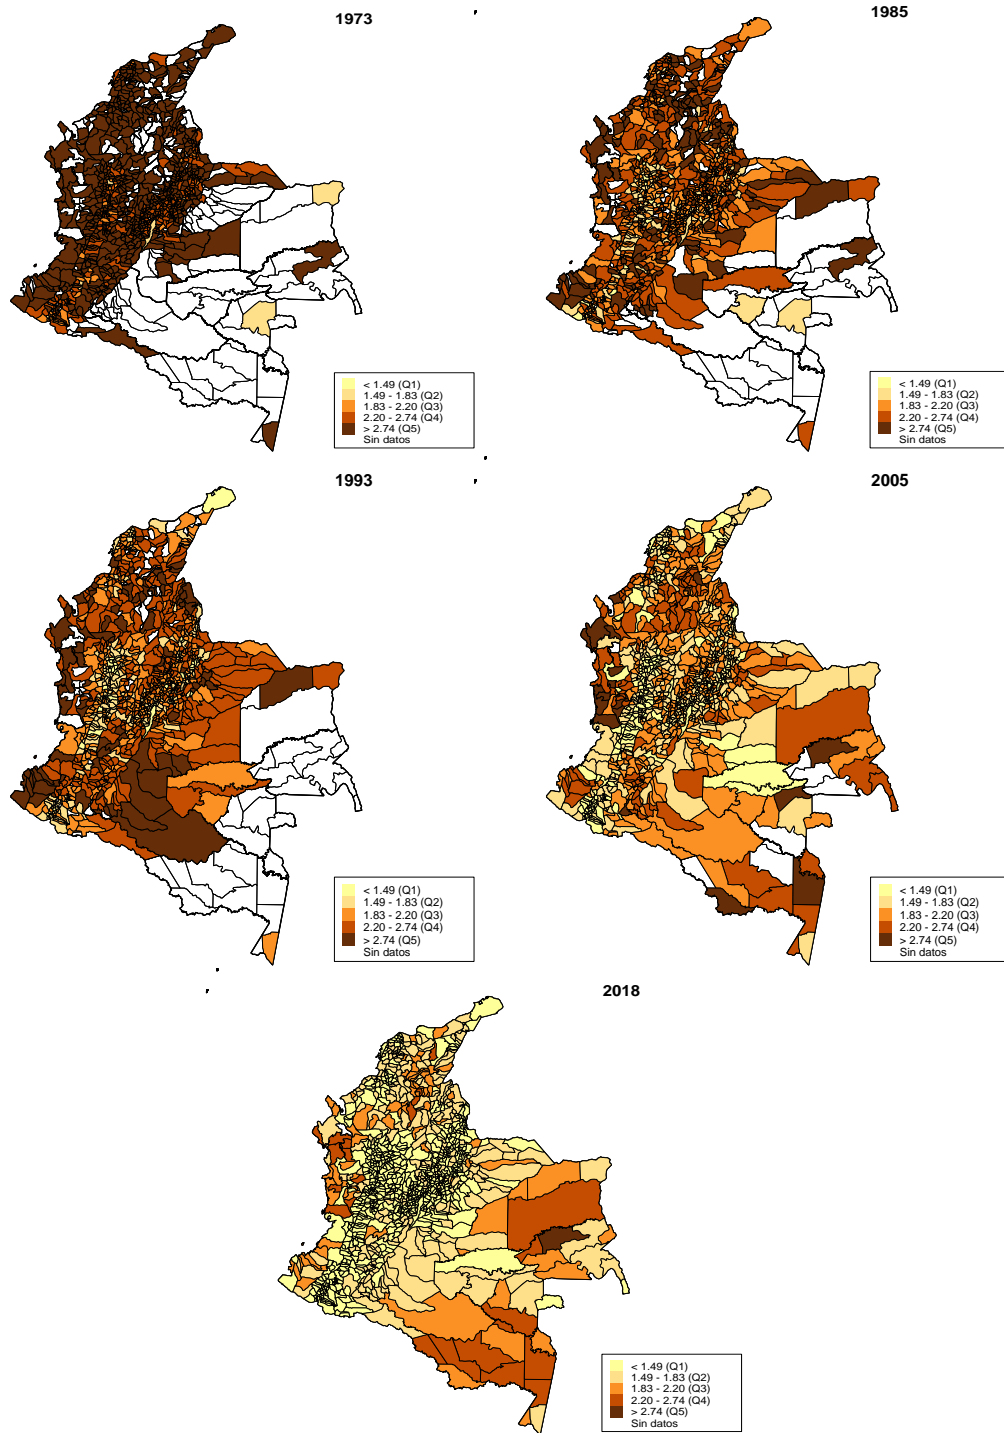 1973
1985
< 1.49 (Q1)
1.49 - 1.83 (Q2)
1.83 - 2.20 (Q3)
2.20 - 2.74 (Q4)
> 2.74 (Q5)
Sin datos
< 1.49 (Q1)
1.49 - 1.83 (Q2)
1.83 - 2.20 (Q3)
2.20 - 2.74 (Q4)
> 2.74 (Q5)
Sin datos
1993
2005
< 1.49 (Q1)
1.49 - 1.83 (Q2)
1.83 - 2.20 (Q3)
2.20 - 2.74 (Q4)
> 2.74 (Q5)
Sin datos
< 1.49 (Q1)
1.49 - 1.83 (Q2)
1.83 - 2.20 (Q3)
2.20 - 2.74 (Q4)
> 2.74 (Q5)
Sin datos
2018
< 1.49 (Q1)
1.49 - 1.83 (Q2)
1.83 - 2.20 (Q3)
2.20 - 2.74 (Q4)
> 2.74 (Q5)
Sin datos